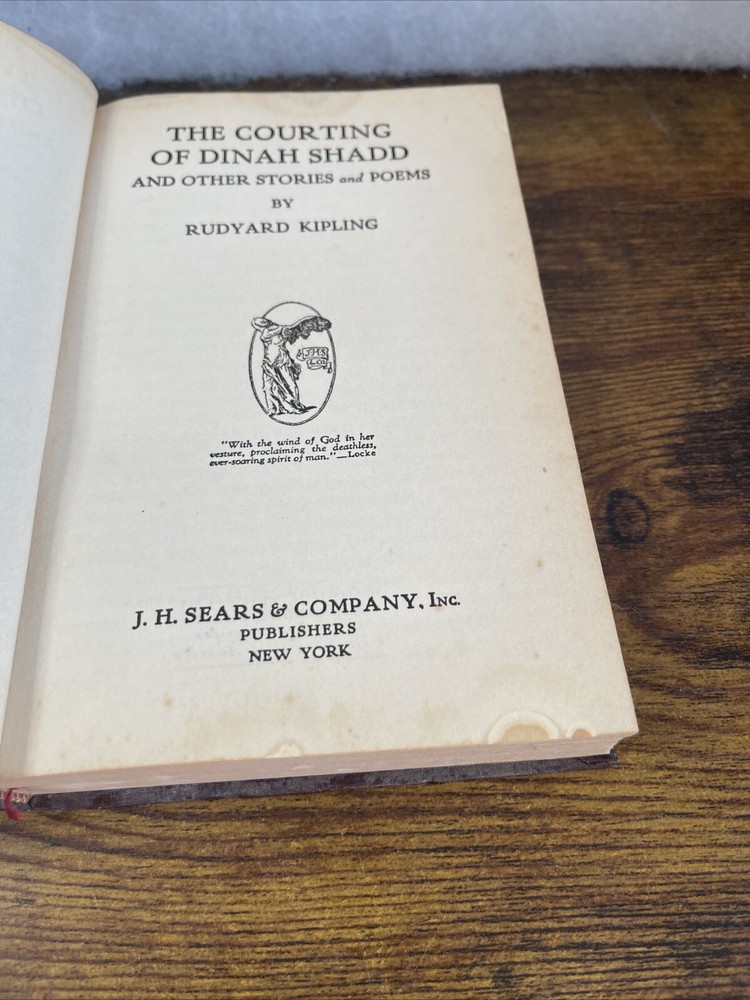 THE COURTING
OF DINAH SHADD
AND OTHER STORIES and POEMS
BY
RUDYARD KIPLING
J.H.S.
& Co.
"With the wind of God in her
vesture, proclaiming the deathless,
ever-soaring spirit of man."—Locke
J. H. SEARS & COMPANY, INC.
PUBLISHERS
NEW YORK